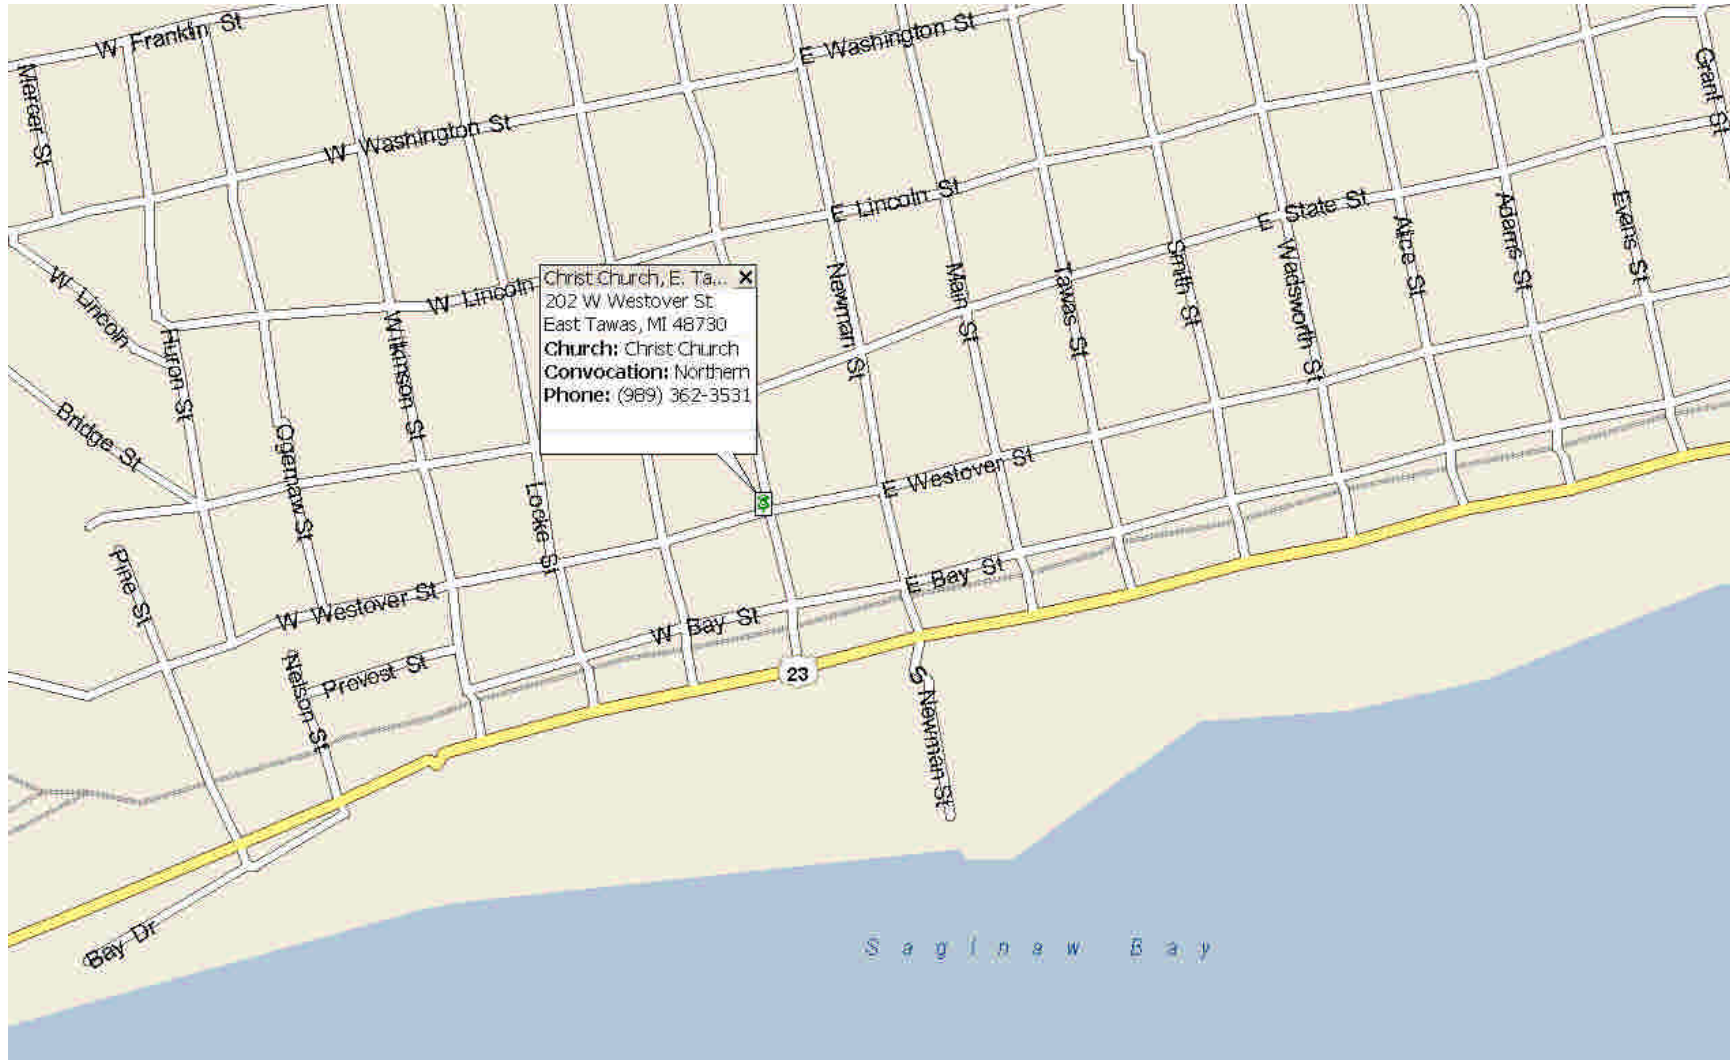 W Franklin St
E Washington St
Mercer St
Grant St
W Washington St
E Lincoln St
E State St
Evans St
Adams St
Alice St
Smith St
E Wadsworth St
Tawas St
Main St
Newman St
W Lincoln
W Lincoln
Christ Church, E. Ta...
202 W Westover St
East Tawas, MI 48730
Church: Christ Church
Convocation: Northern
Phone: (989) 362-3531
Huron St
Wilkinson St
Bridge St
Ogemaw St
Locke St
E Westover St
Pine St
W Westover St
E Bay St
W Bay St
Nelson St
Provost St
23
S Newman St
Bay Dr
Saginaw Bay